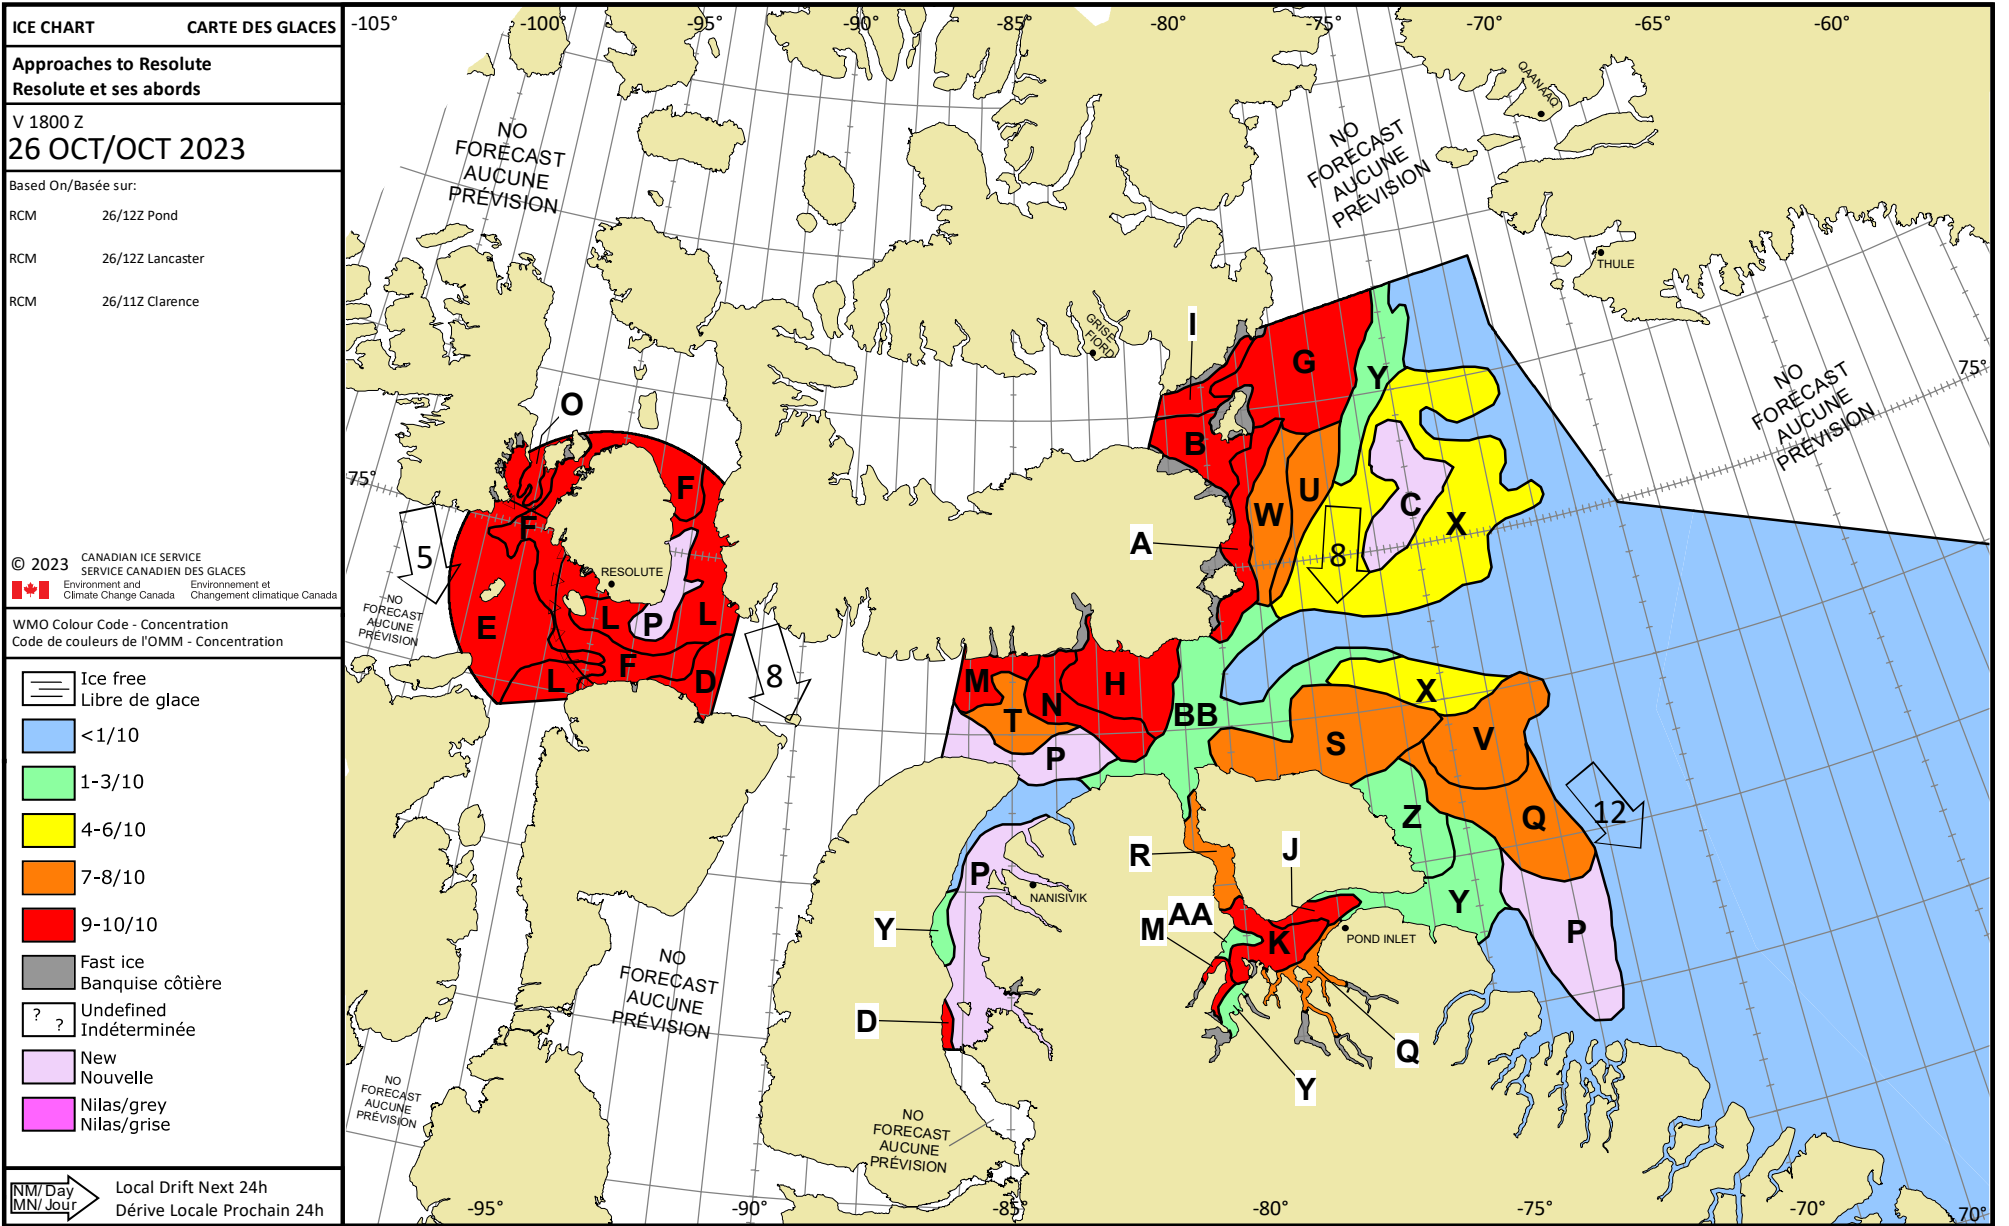 ICE CHART CARTE DES GLACES
Approaches to Resolute
Resolute et ses abords
V 1800 Z
26 OCT/OCT 2023
Based On/Basée sur:
RCM 26/12Z Pond
RCM 26/12Z Lancaster
RCM 26/11Z Clarence
© 2023 CANADIAN ICE SERVICE
SERVICE CANADIEN DES GLACES
Environment and Climate Change Canada
Environnement et Changement climatique Canada
WMO Colour Code - Concentration
Code de couleurs de l'OMM - Concentration
Ice free
Libre de glace
<1/10
1-3/10
4-6/10
7-8/10
9-10/10
Fast ice
Banquise côtière
? ?
Undefined
Indéterminée
New
Nouvelle
Nilas/grey
Nilas/grise
NM/Day
MN/Jour
Local Drift Next 24h
Dérive Locale Prochain 24h
-105° -100° -95° -90° -85° -80° -75° -70° -65° -60°
NO
FORECAST
AUCUNE
PRÉVISION
NO
FORECAST
AUCUNE
PRÉVISION
QAANAAQ
THULE
GRISE
FIORD
I
G
Y
75°
NO
FORECAST
AUCUNE
PRÉVISION
O
B
F
75°
W
U
C
X
F
A
5
8
RESOLUTE
NO
FORECAST
AUCUNE
PRÉVISION
E
L
P
L
F
L
D
8
M
T
N
H
P
BB
X
S
V
Z
Q
12
R
J
P
NANISIVIK
Y
AA
M
K
POND INLET
Y
P
NO
FORECAST
AUCUNE
PRÉVISION
D
Q
Y
NO
FORECAST
AUCUNE
PRÉVISION
NO
FORECAST
AUCUNE
PRÉVISION
-95° -90° -85° -80° -75° -70° 70°